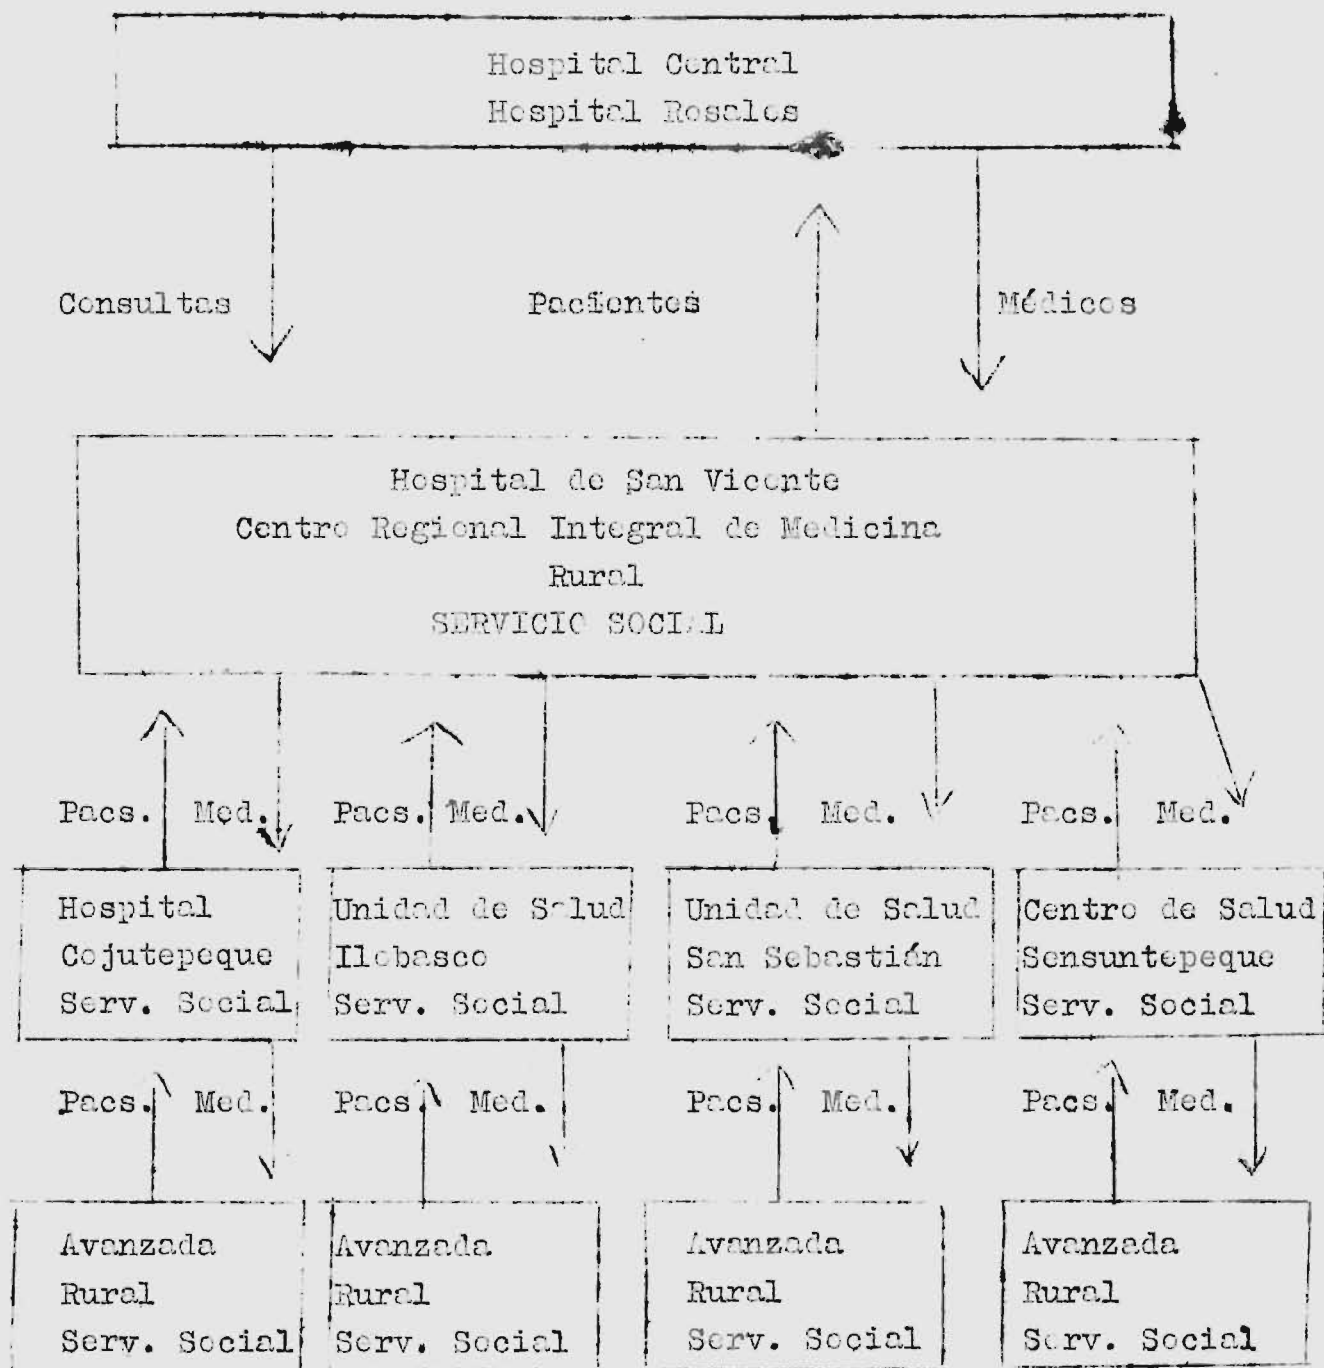 Hospital Central
Hospital Rosales
Consultas Pacientes Médicos
Hospital de San Vicente
Centro Regional Integral de Medicina
Rural
SERVICIO SOCIAL
Pacs. Med. Pacs. Med. Pacs. Med. Pacs. Med.
Hospital
Cojutepeque
Serv. Social
Unidad de Salud
Ilobasco
Serv. Social
Unidad de Salud
San Sebastián
Serv. Social
Centro de Salud
Sensuntepeque
Serv. Social
Pacs. Med. Pacs. Med. Pacs. Med. Pacs. Med.
Avanzada
Rural
Serv. Social
Avanzada
Rural
Serv. Social
Avanzada
Rural
Serv. Social
Avanzada
Rural
Serv. Social